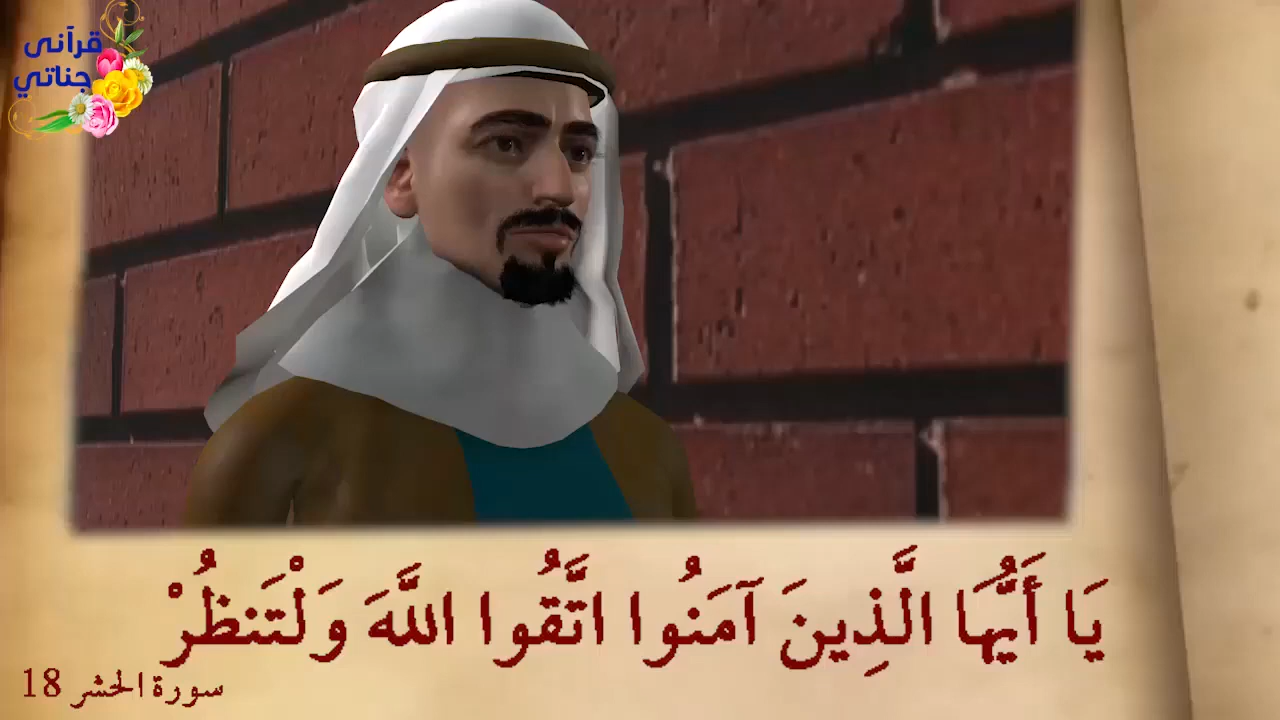 قرآنى
جناتي
يَا أَيُّهَا الَّذِينَ آمَنُوا اتَّقُوا اللَّهَ وَلْتَنظُرْ
سورة الحشر 18